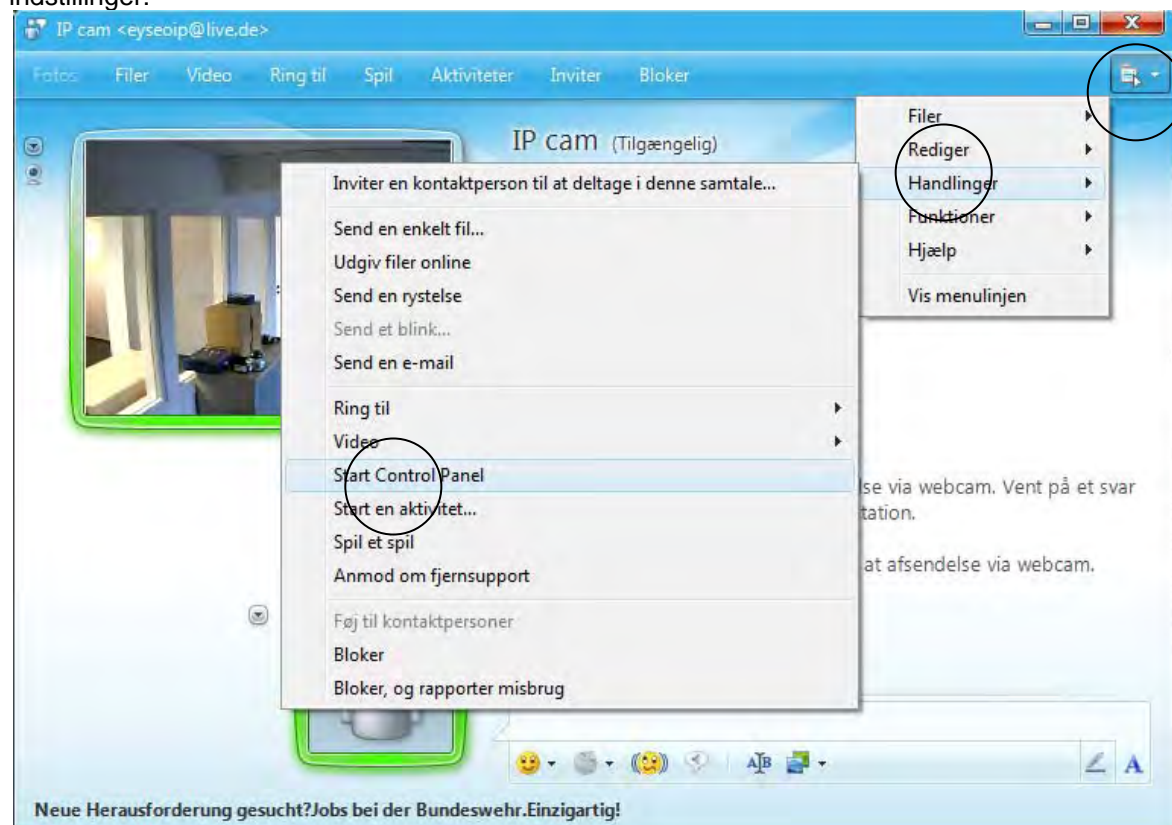 indstillinger.
IP cam <eyseoip@live.de>
Fotos Filer Video Ring til Spil Aktiviteter Inviter Bloker
IP cam (Tilgængelig)
Filer
Rediger
Handlinger
Funktioner
Hjælp
Vis menulinjen
Inviter en kontaktperson til at deltage i denne samtale...
Send en enkelt fil...
Udgiv filer online
Send en rystelse
Send et blink...
Send en e-mail
Ring til
Video
Start Control Panel
Start en aktivitet...
Spil et spil
Anmod om fjernsupport
Føj til kontaktpersoner
Bloker
Bloker, og rapporter misbrug
lse via webcam. Vent på et svar
tation.
at afsendelse via webcam.
A
Neue Herausforderung gesucht?Jobs bei der Bundeswehr.Einzigartig!